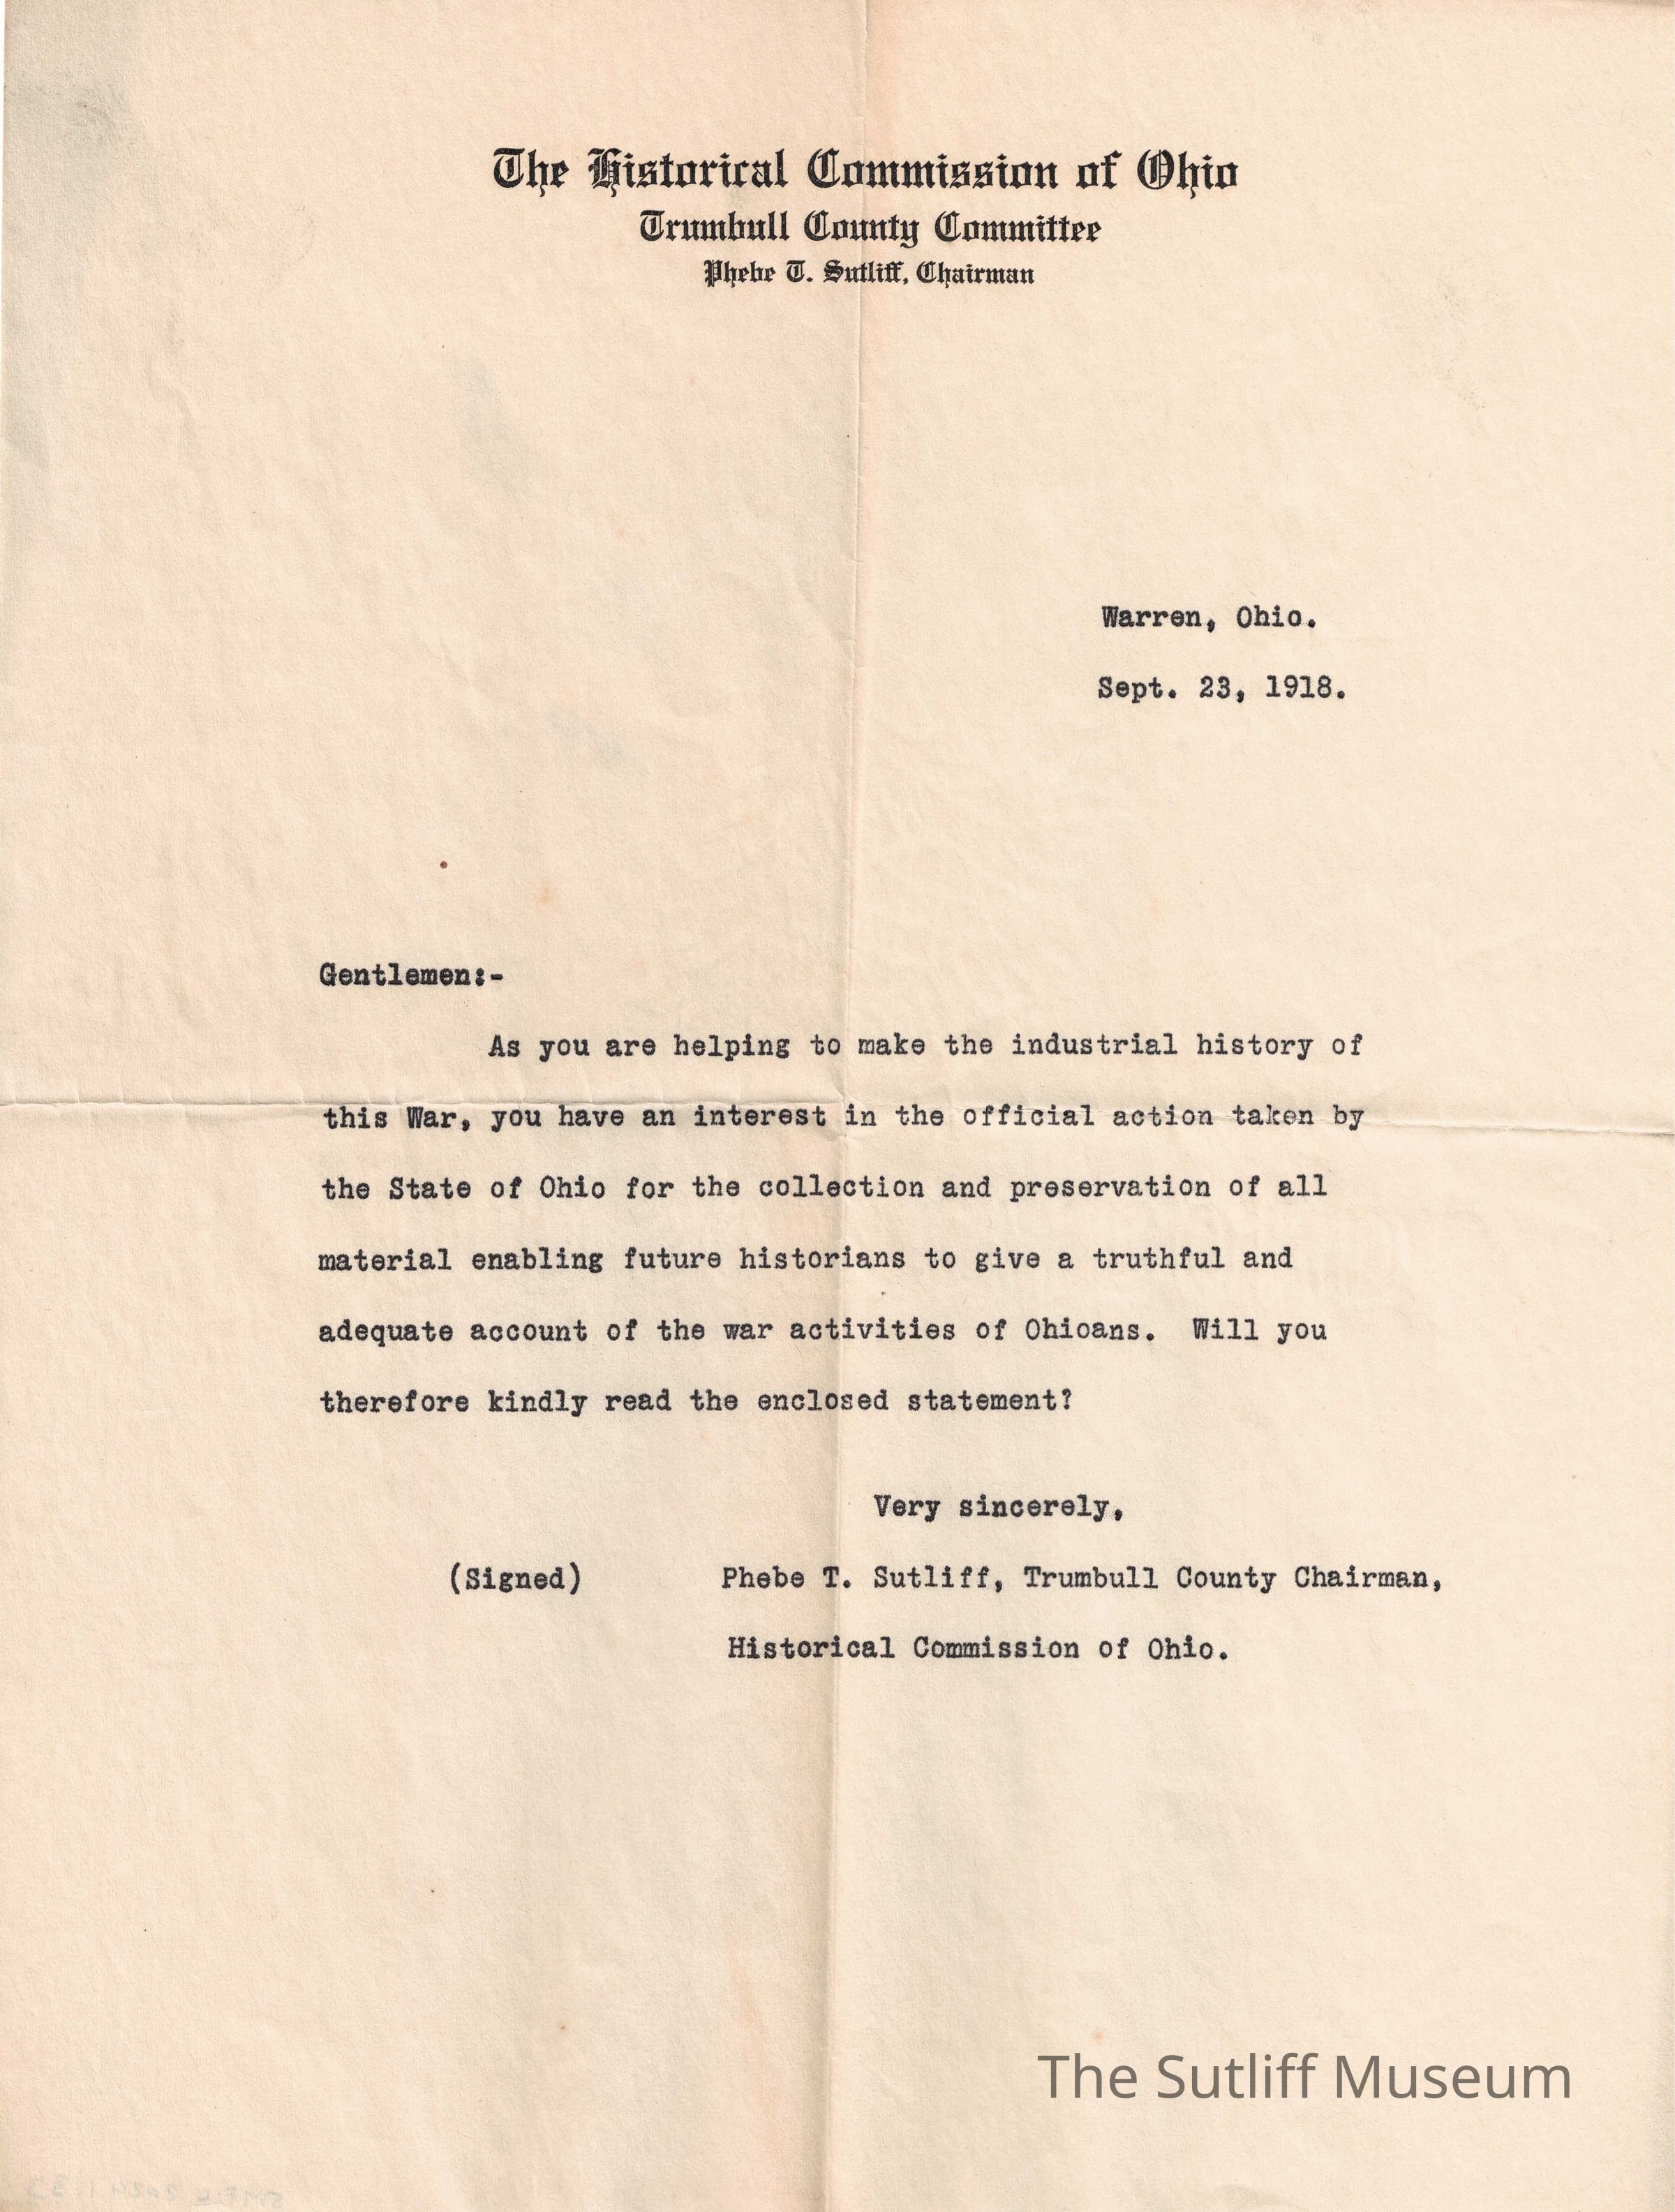 The Historical Commission of Ohio
Trumbull County Committee
Phebe T. Sutliff, Chairman
Warren, Ohio.
Sept. 23, 1918.
Gentlemen:-
As you are helping to make the industrial history of
this War, you have an interest in the official action taken by
the State of Ohio for the collection and preservation of all
material enabling future historians to give a truthful and
adequate account of the war activities of Ohioans. Will you
therefore kindly read the enclosed statement?
Very sincerely,
(Signed) Phebe T. Sutliff, Trumbull County Chairman,
Historical Commission of Ohio.
The Sutliff Museum